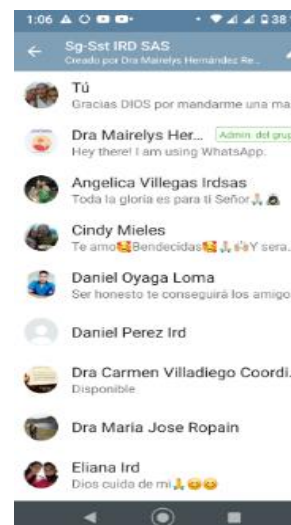 1:06
38
Sg-Sst IRD SAS
Creado por Dra Mairelys Hernández Re...
Tú
Gracias DIOS por mandarme una ma
Dra Mairelys Her...
Admin. del grup
Hey there! I am using WhatsApp.
Angelica Villegas Irdsas
Toda la gloria es para ti Señor🙏
Cindy Mieles
Te amo🥰Bendecidas🥰🙏 Y sera.
Daniel Oyaga Loma
Ser honesto te conseguirá los amigo
Daniel Perez Ird
Dra Carmen Villadiego Coordi.
Disponible
Dra Maria Jose Ropain
Eliana Ird
Dios cuida de mi🙏😊😊